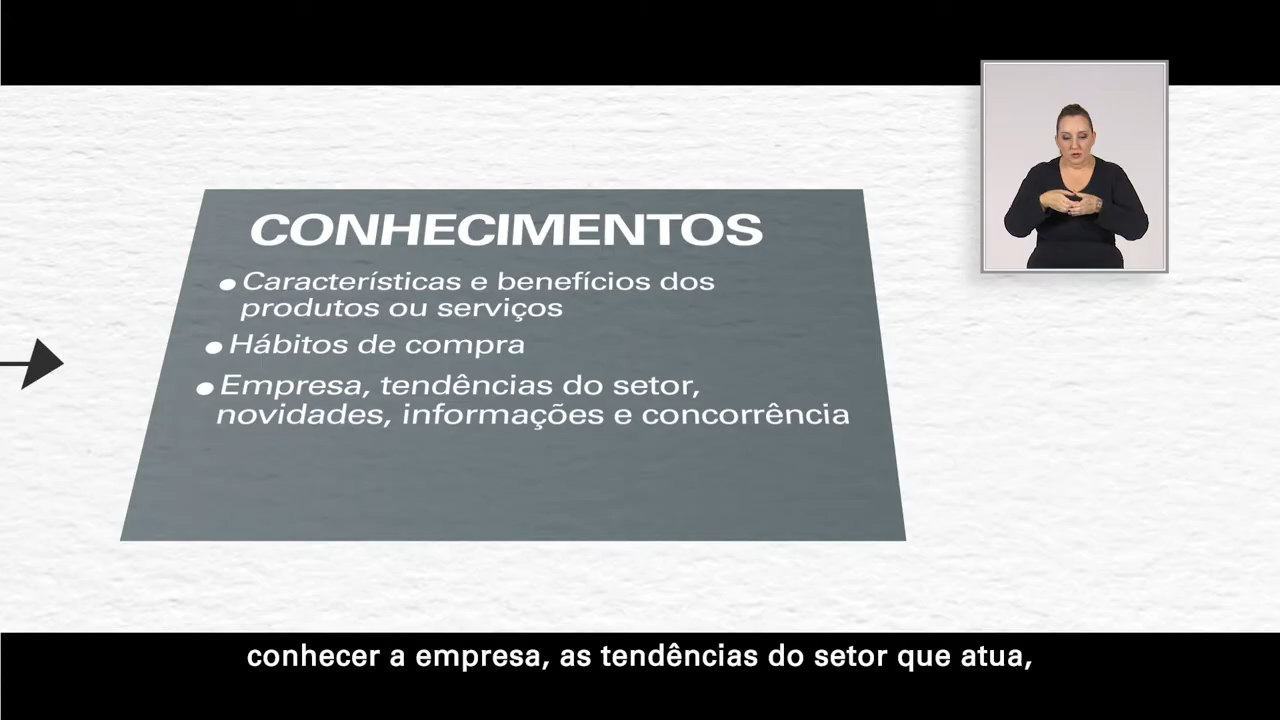 CONHECIMENTOS
• Características e benefícios dos
produtos ou serviços
• Hábitos de compra
• Empresa, tendências do setor,
novidades, informações e concorrência
conhecer a empresa, as tendências do setor que atua,